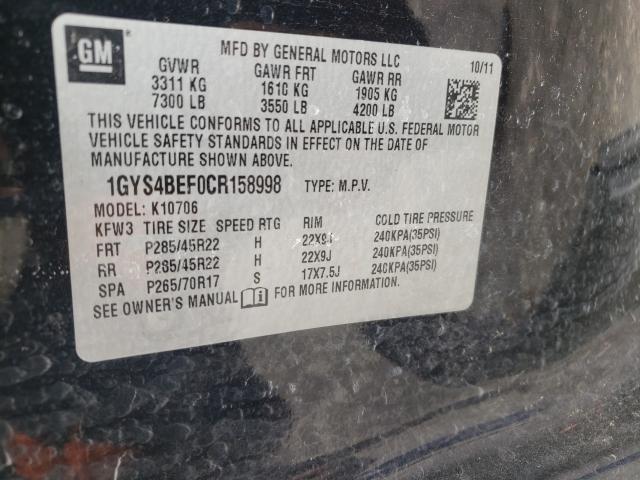 GM
MFD BY GENERAL MOTORS LLC
10/11
GVWR GAWR FRT GAWR RR
3311 KG 1610 KG 1905 KG
7300 LB 3550 LB 4200 LB
THIS VEHICLE CONFORMS TO ALL APPLICABLE U.S. FEDERAL MOTOR
VEHICLE SAFETY STANDARDS IN EFFECT ON THE DATE OF
MANUFACTURE SHOWN ABOVE.
1GYS4BEF0CR158998 TYPE: M.P.V.
MODEL: K10706
KFW3 TIRE SIZE SPEED RTG RIM COLD TIRE PRESSURE
FRT P285/45R22 H 22X9J 240KPA(35PSI)
RR P285/45R22 H 22X9J 240KPA(35PSI)
SPA P265/70R17 S 17X7.5J 240KPA(35PSI)
SEE OWNER'S MANUAL FOR MORE INFORMATION.